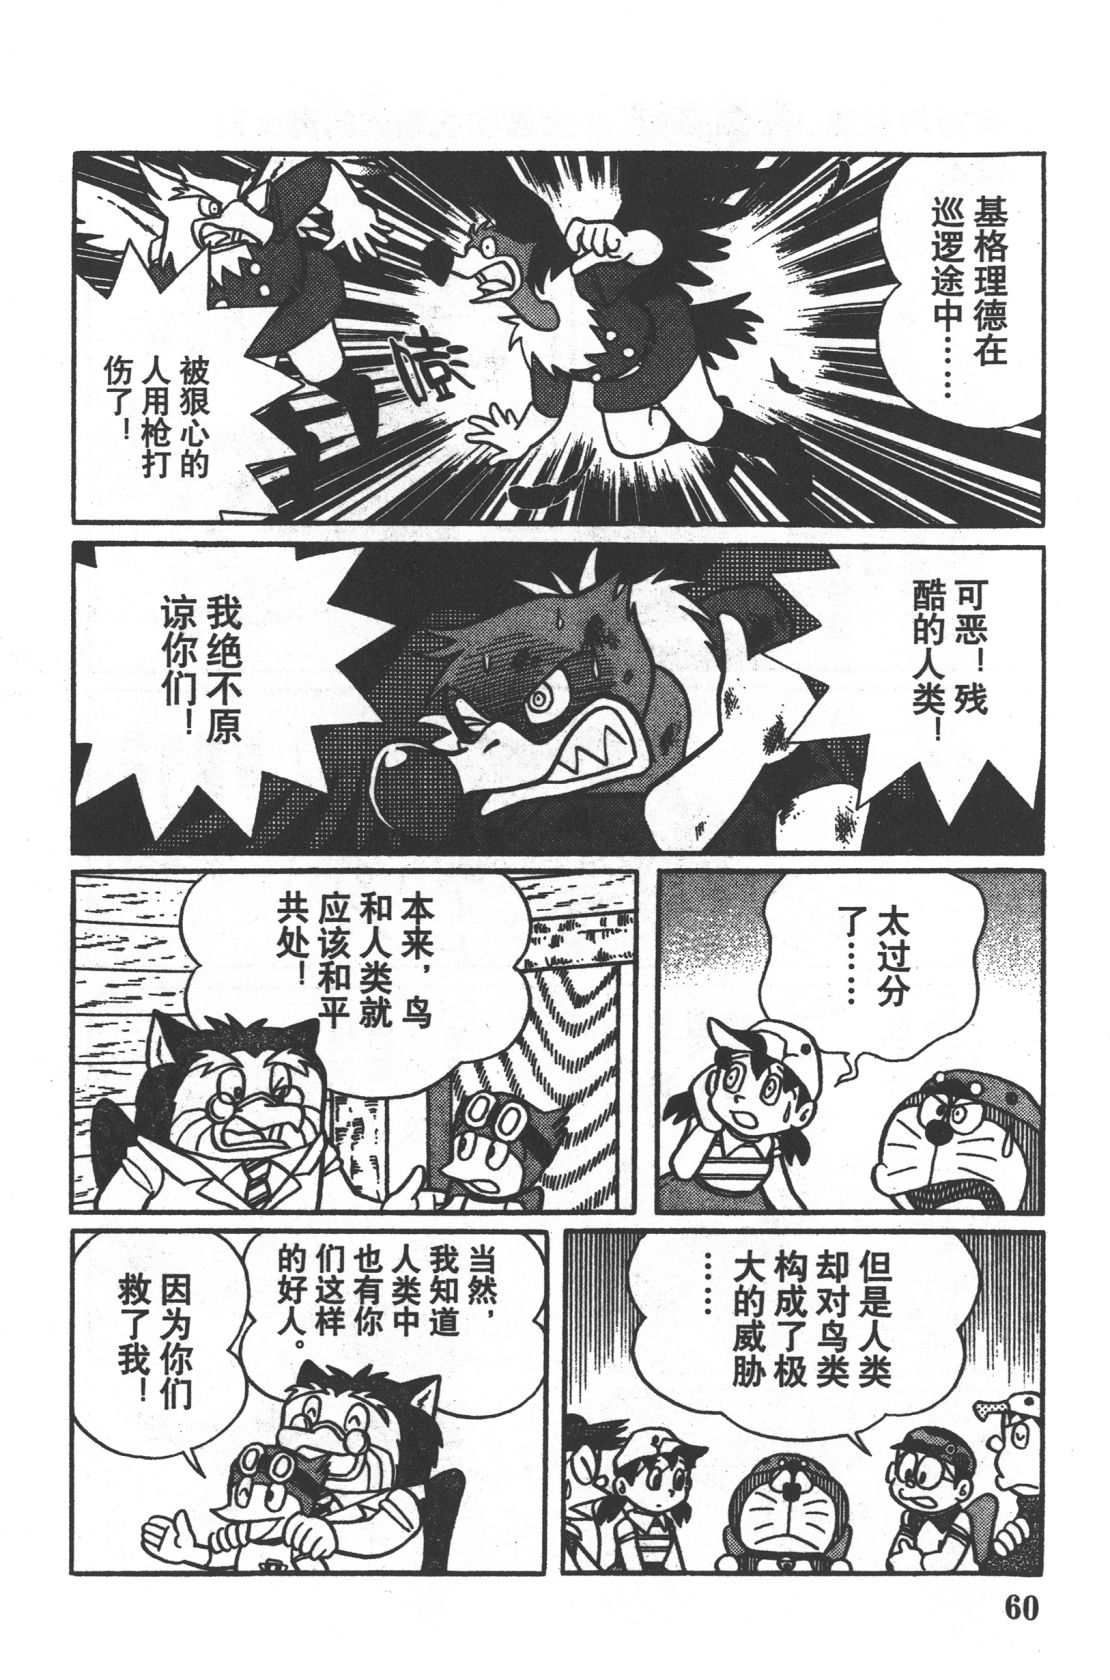 基格理德在
巡逻途中……
嘡
被狠心的
人用枪打
伤了！
可恶！残
酷的人类！
我绝不原
谅你们！
太过分
了……
本来，鸟
和人类就
应该和平
共处！
但是人类
却对鸟类
构成了极
大的威胁
……
当然，
我知道
人类中
也有你
们这样
的好人。
因为你们
救了我！
60